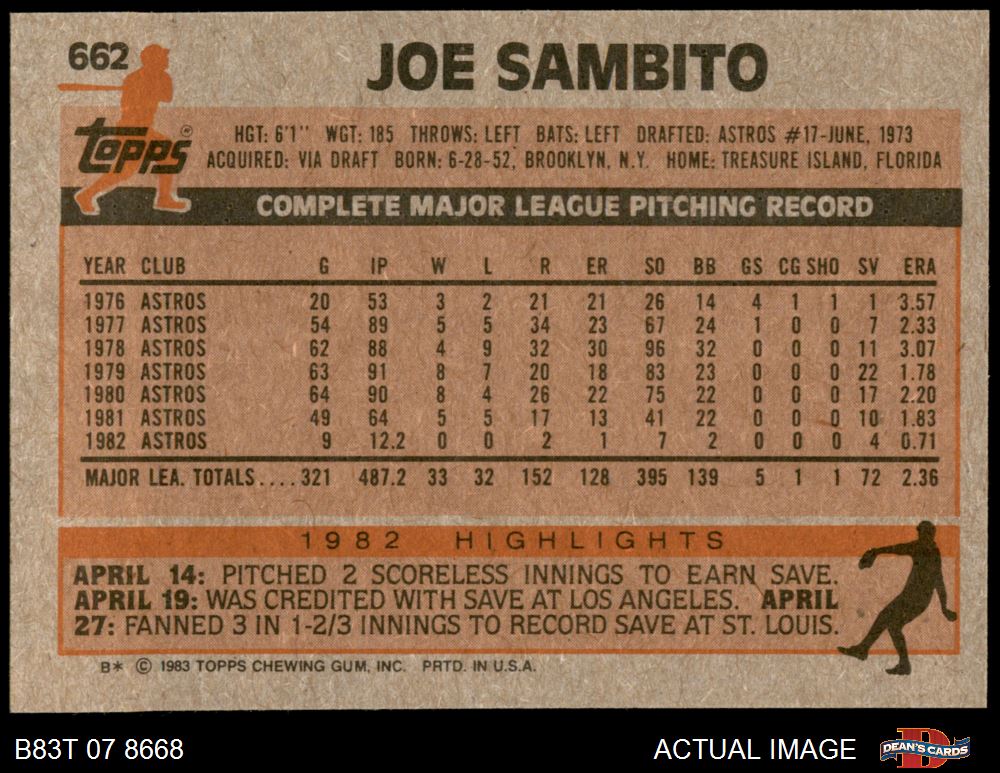 662 JOE SAMBITO
Topps ®
HGT: 6'1'' WGT: 185 THROWS: LEFT BATS: LEFT DRAFTED: ASTROS #17-JUNE, 1973
ACQUIRED: VIA DRAFT BORN: 6-28-52, BROOKLYN, N.Y. HOME: TREASURE ISLAND, FLORIDA
COMPLETE MAJOR LEAGUE PITCHING RECORD
YEAR CLUB G IP W L R ER SO BB GS CG SHO SV ERA
1976 ASTROS 20 53 3 2 21 21 26 14 4 1 1 1 3.57
1977 ASTROS 54 89 5 5 34 23 67 24 1 0 0 7 2.33
1978 ASTROS 62 88 4 9 32 30 96 32 0 0 0 11 3.07
1979 ASTROS 63 91 8 7 20 18 83 23 0 0 0 22 1.78
1980 ASTROS 64 90 8 4 26 22 75 22 0 0 0 17 2.20
1981 ASTROS 49 64 5 5 17 13 41 22 0 0 0 10 1.83
1982 ASTROS 9 12.2 0 0 2 1 7 2 0 0 0 4 0.71
MAJOR LEA. TOTALS.... 321 487.2 33 32 152 128 395 139 5 1 1 72 2.36
1982 HIGHLIGHTS
APRIL 14: PITCHED 2 SCORELESS INNINGS TO EARN SAVE.
APRIL 19: WAS CREDITED WITH SAVE AT LOS ANGELES. APRIL
27: FANNED 3 IN 1-2/3 INNINGS TO RECORD SAVE AT ST. LOUIS.
B* © 1983 TOPPS CHEWING GUM, INC. PRTD. IN U.S.A.
B83T 07 8668 ACTUAL IMAGE DEAN'S CARDS